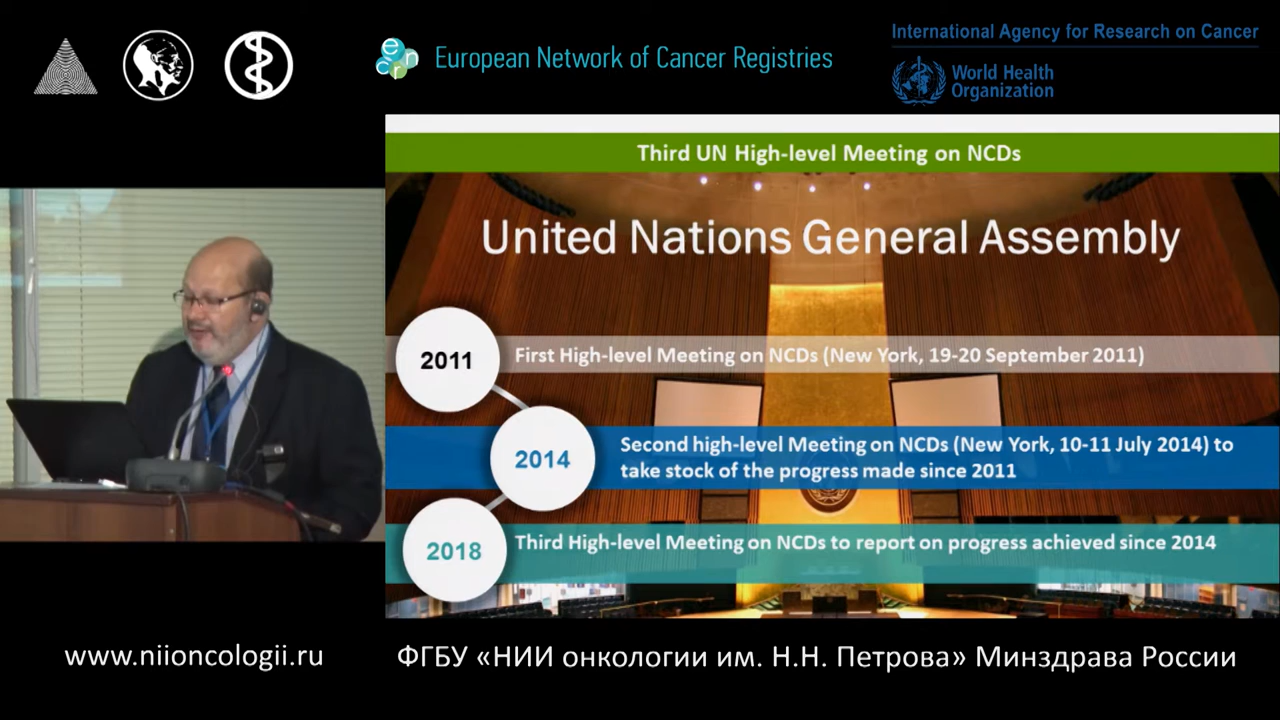 European Network of Cancer Registries
International Agency for Research on Cancer
World Health
Organization
Third UN High-level Meeting on NCDs
United Nations General Assembly
2011
First High-level Meeting on NCDs (New York, 19-20 September 2011)
2014
Second high-level Meeting on NCDs (New York, 10-11 July 2014) to
take stock of the progress made since 2011
2018
Third High-level Meeting on NCDs to report on progress achieved since 2014
www.niioncologii.ru
ФГБУ «НИИ онкологии им. Н.Н. Петрова» Минздрава России